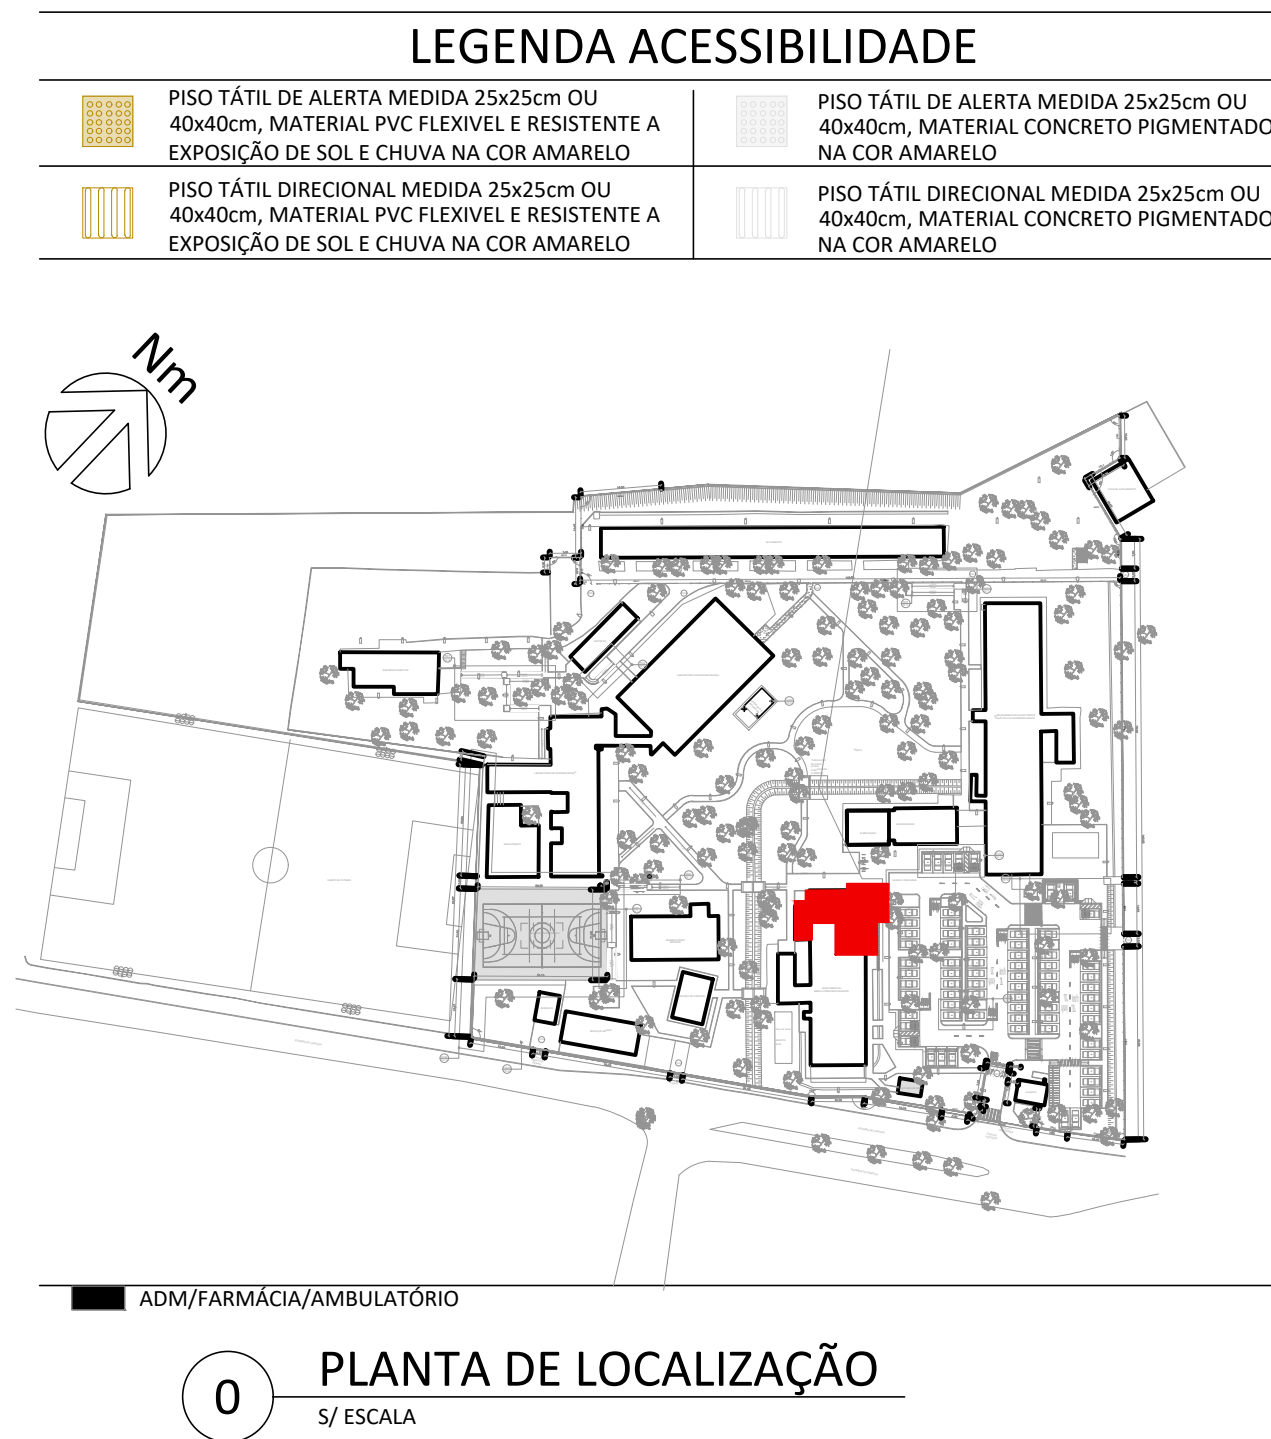 LEGENDA ACESSIBILIDADE
PISO TÁTIL DE ALERTA MEDIDA 25x25cm OU
40x40cm, MATERIAL PVC FLEXIVEL E RESISTENTE A
EXPOSIÇÃO DE SOL E CHUVA NA COR AMARELO
PISO TÁTIL DE ALERTA MEDIDA 25x25cm OU
40x40cm, MATERIAL CONCRETO PIGMENTADO
NA COR AMARELO
PISO TÁTIL DIRECIONAL MEDIDA 25x25cm OU
40x40cm, MATERIAL PVC FLEXIVEL E RESISTENTE A
EXPOSIÇÃO DE SOL E CHUVA NA COR AMARELO
PISO TÁTIL DIRECIONAL MEDIDA 25x25cm OU
40x40cm, MATERIAL CONCRETO PIGMENTADO
NA COR AMARELO
Nm
ADM/FARMÁCIA/AMBULATÓRIO
0
PLANTA DE LOCALIZAÇÃO
S/ ESCALA